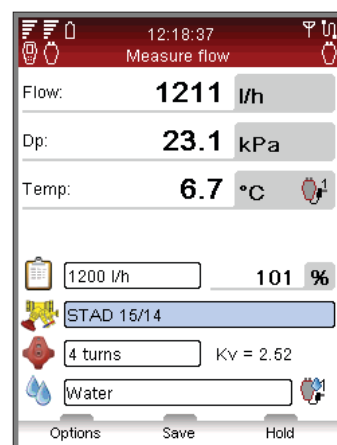 12:18:37
Measure flow
Flow: 1211 l/h
Dp: 23.1 kPa
Temp: 6.7 °C 1
1200 l/h 101 %
STAD 15/14
4 turns Kv = 2.52
Water
Options Save Hold